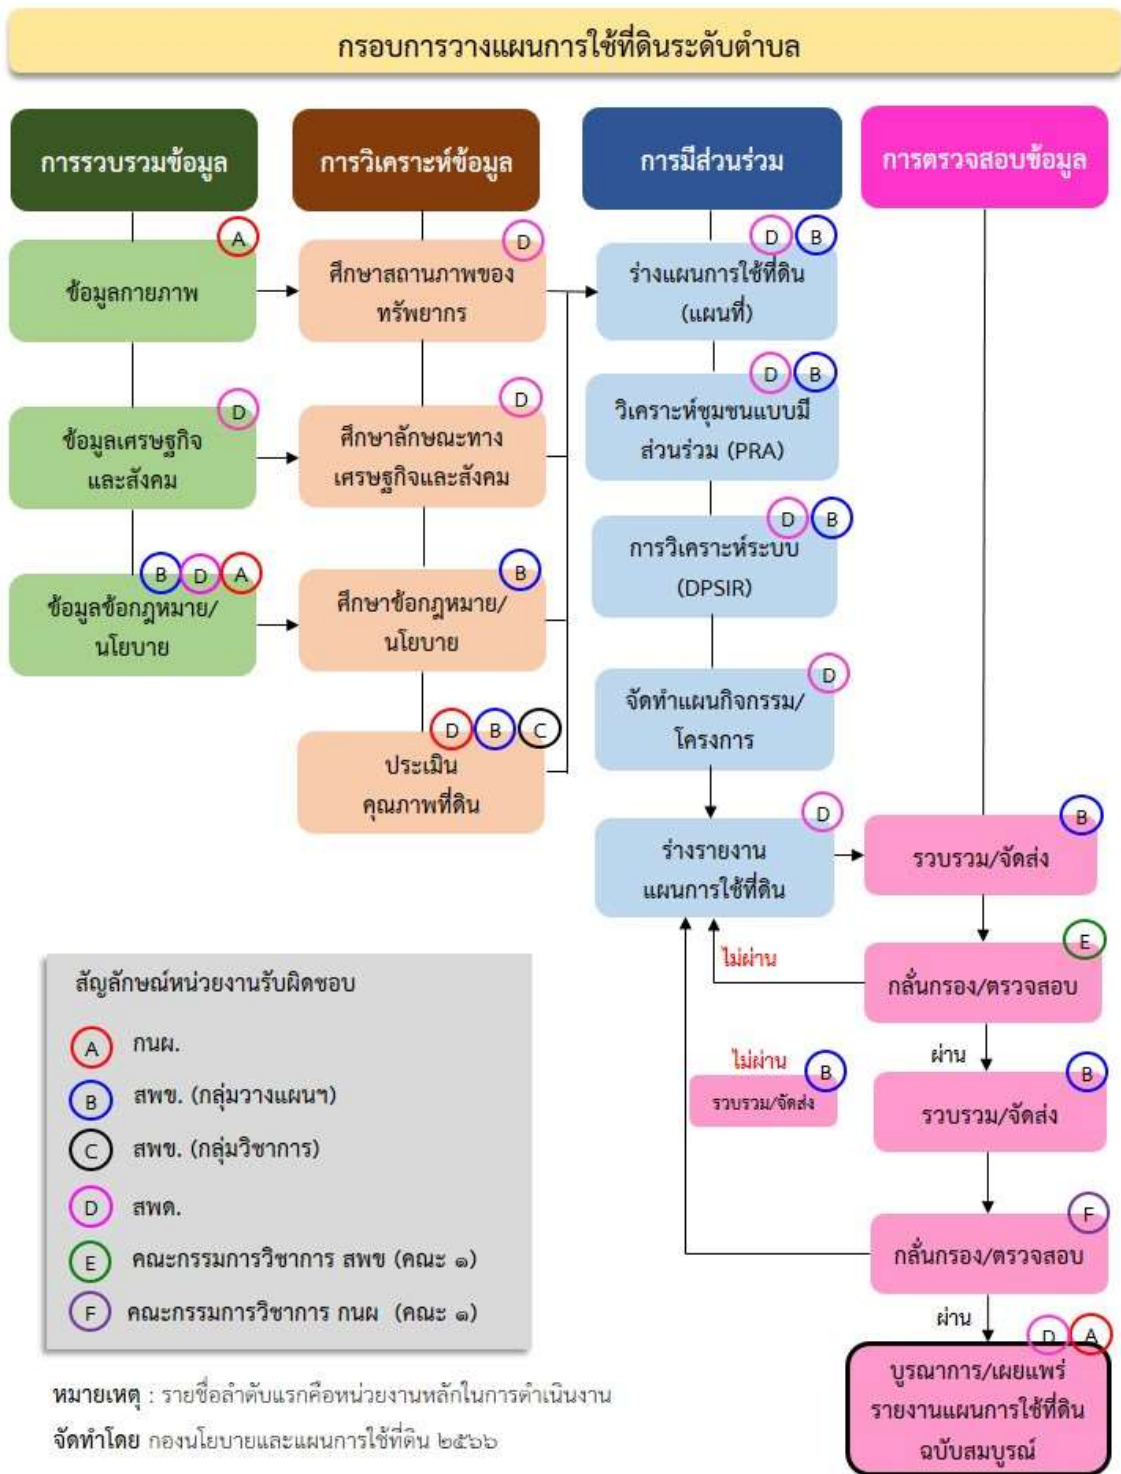 กรอบการวางแผนการใช้ที่ดินระดับตำบล
การรวบรวมข้อมูล
A
ข้อมูลกายภาพ
D
ข้อมูลเศรษฐกิจ
และสังคม
B D A
ข้อมูลข้อกฎหมาย/
นโยบาย
การวิเคราะห์ข้อมูล
D
ศึกษาสถานภาพของ
ทรัพยากร
D
ศึกษาลักษณะทาง
เศรษฐกิจและสังคม
B
ศึกษาข้อกฎหมาย/
นโยบาย
D B C
ประเมิน
คุณภาพที่ดิน
การมีส่วนร่วม
D B
ร่างแผนการใช้ที่ดิน
(แผนที่)
D B
วิเคราะห์ชุมชนแบบมี
ส่วนร่วม (PRA)
D B
การวิเคราะห์ระบบ
(DPSIR)
D
จัดทำแผนกิจกรรม/
โครงการ
D
ร่างรายงาน
แผนการใช้ที่ดิน
การตรวจสอบข้อมูล
B
รวบรวม/จัดส่ง
E
กลั่นกรอง/ตรวจสอบ
ไม่ผ่าน
ผ่าน
B
รวบรวม/จัดส่ง
F
กลั่นกรอง/ตรวจสอบ
ไม่ผ่าน
B
รวบรวม/จัดส่ง
ผ่าน
D A
บูรณาการ/เผยแพร่
รายงานแผนการใช้ที่ดิน
ฉบับสมบูรณ์
สัญลักษณ์หน่วยงานรับผิดชอบ
A กนผ.
B สพข. (กลุ่มวางแผนฯ)
C สพข. (กลุ่มวิชาการ)
D สพด.
E คณะกรรมการวิชาการ สพข (คณะ ๑)
F คณะกรรมการวิชาการ กนผ (คณะ ๑)
หมายเหตุ : รายชื่อลำดับแรกคือหน่วยงานหลักในการดำเนินงาน
จัดทำโดย กองนโยบายและแผนการใช้ที่ดิน ๒๕๖๖